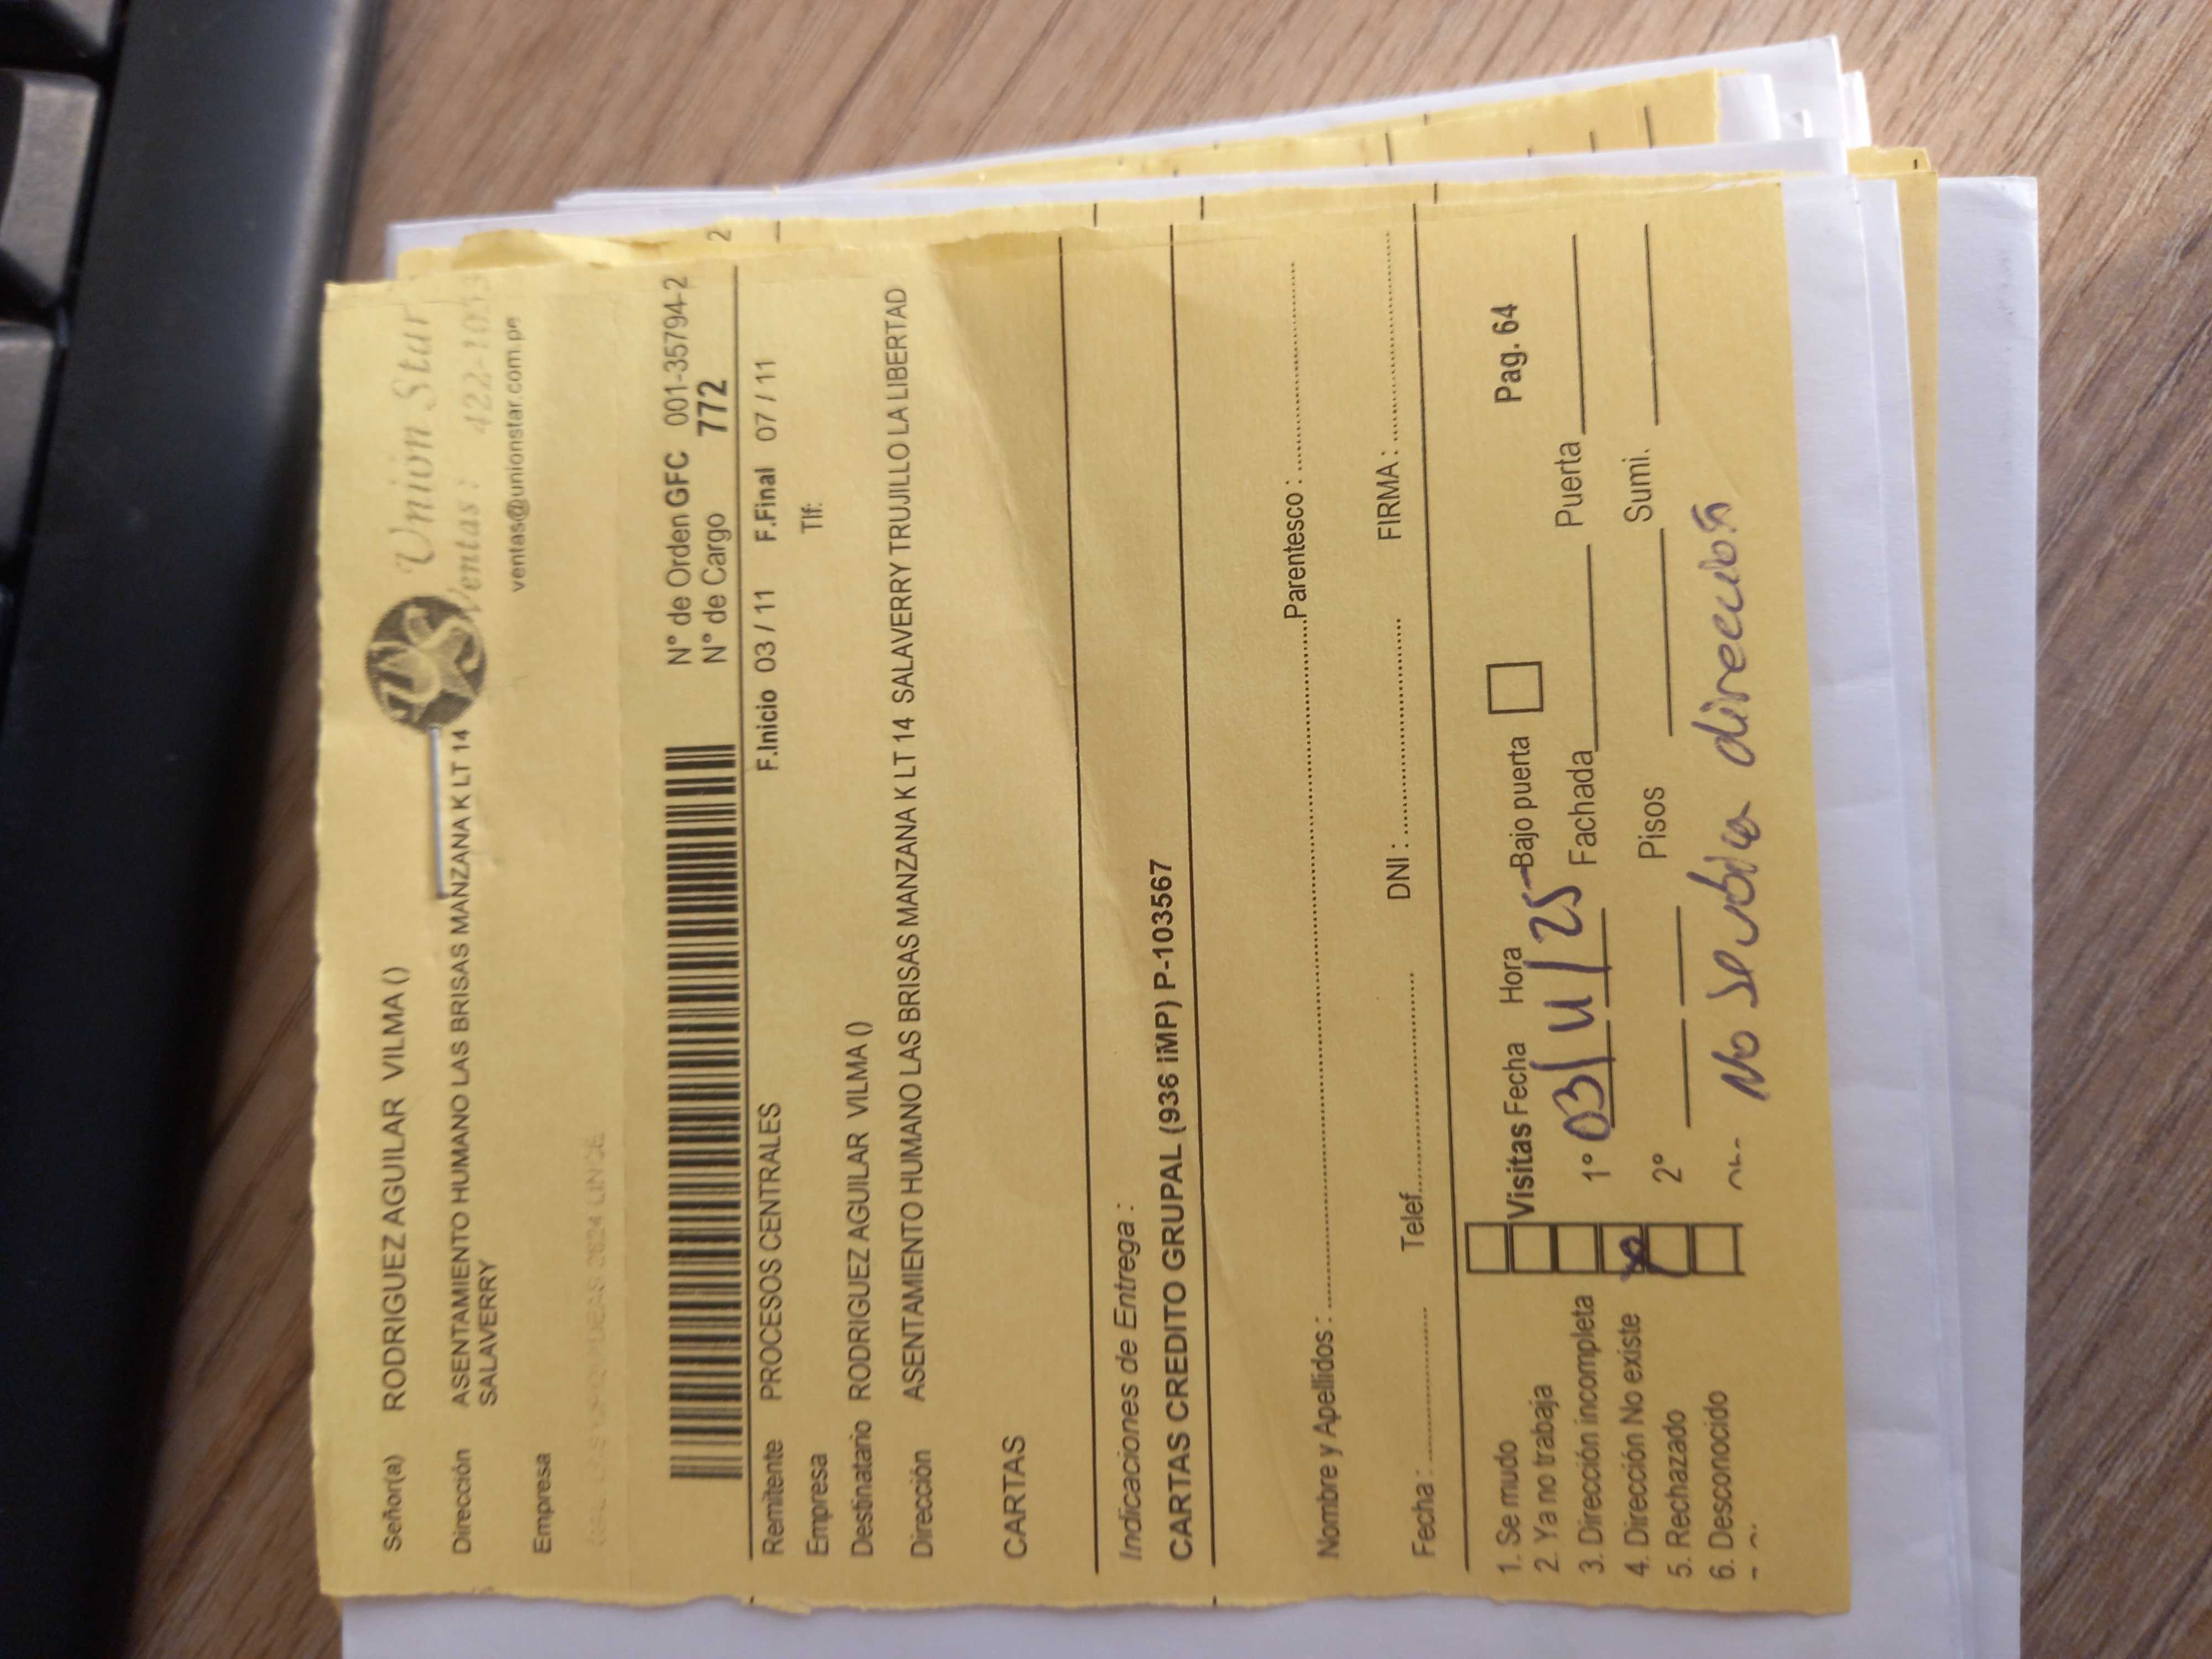 Unión Star
Ventas : 422-10
ventas@unionstar.com.pe
Señor(a) RODRIGUEZ AGUILAR VILMA ()
Dirección ASENTAMIENTO HUMANO LAS BRISAS MANZANA K LT 14
SALAVERRY
Empresa
N° de Orden GFC 001-35794-2 2
N° de Cargo 772
Remitente PROCESOS CENTRALES F.Inicio 03 / 11 F.Final 07 / 11
Empresa Tlf:
Destinatario RODRIGUEZ AGUILAR VILMA ()
Dirección ASENTAMIENTO HUMANO LAS BRISAS MANZANA K LT 14 SALAVERRY TRUJILLO LA LIBERTAD
CARTAS
Indicaciones de Entrega :
CARTAS CREDITO GRUPAL (936 IMP) P-103567
Nombre y Apellidos : Parentesco :
Fecha : Telef. DNI : FIRMA :
1. Se mudo Visitas Fecha Hora Bajo puerta Pag. 64
2. Ya no trabaja
3. Dirección incompleta 1° 03/11/25 Fachada Puerta
4. Dirección No existe
5. Rechazado 2° Pisos Sumi.
6. Desconocido
No se ubica dirección